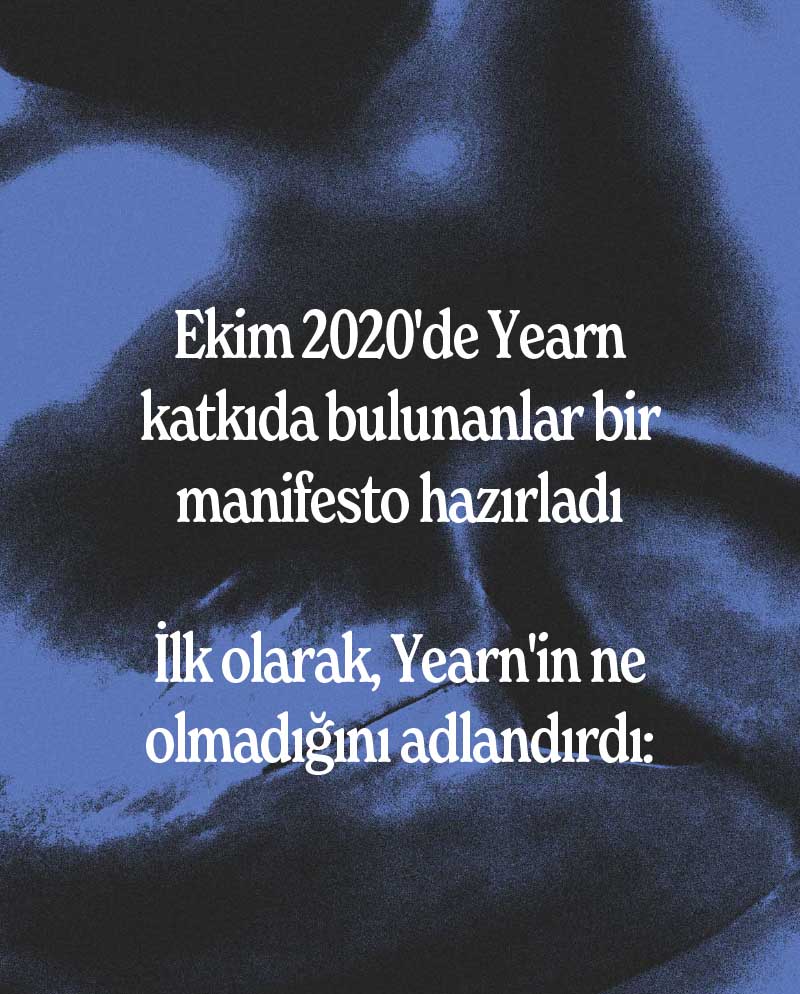 Ekim 2020'de Yearn
katkıda bulunanlar bir
manifesto hazırladı
İlk olarak, Yearn'in ne
olmadığını adlandırdı: